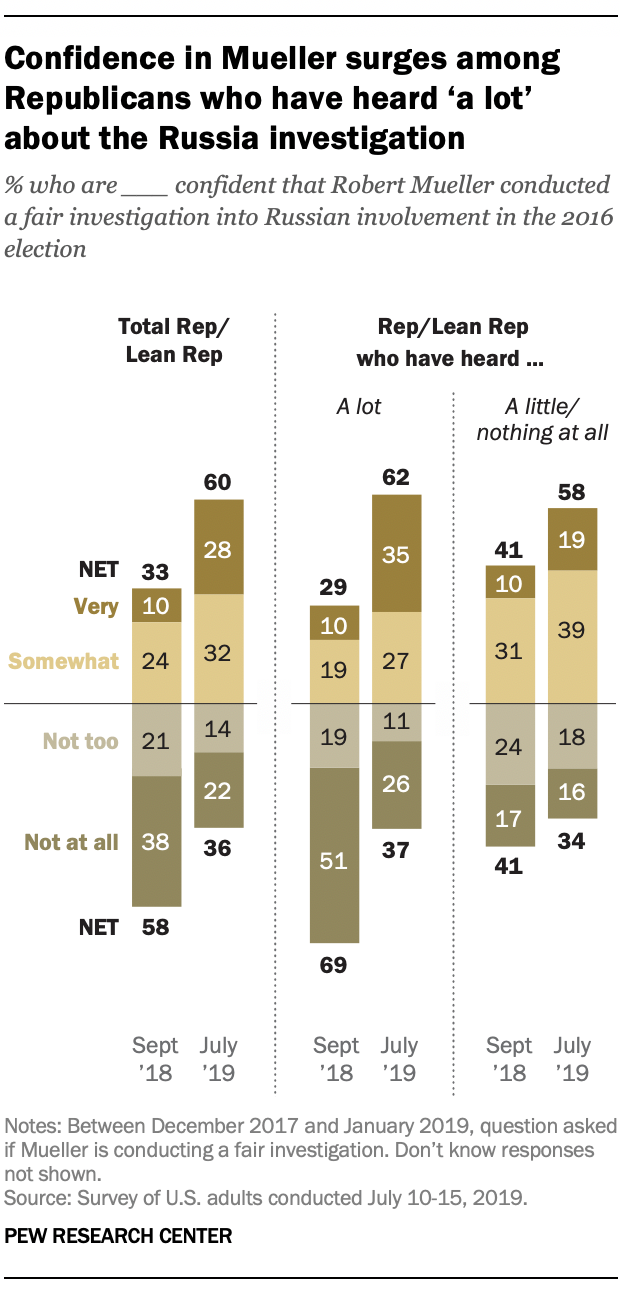 Confidence in Mueller surges among
Republicans who have heard ‘a lot’
about the Russia investigation
% who are ___ confident that Robert Mueller conducted
a fair investigation into Russian involvement in the 2016
election
Total Rep/
Lean Rep
Rep/Lean Rep
who have heard ...
A lot
A little/
nothing at all
60
62
58
NET 33
29
41
Very 10
28
10
35
10
19
Somewhat 24
32
19
27
31
39
Not too 21
14
19
11
24
18
Not at all 38
22
51
26
17
16
36
37
41
34
NET 58
69
Sept
’18
July
’19
Sept
’18
July
’19
Sept
’18
July
’19
Notes: Between December 2017 and January 2019, question asked
if Mueller is conducting a fair investigation. Don’t know responses
not shown.
Source: Survey of U.S. adults conducted July 10-15, 2019.
PEW RESEARCH CENTER